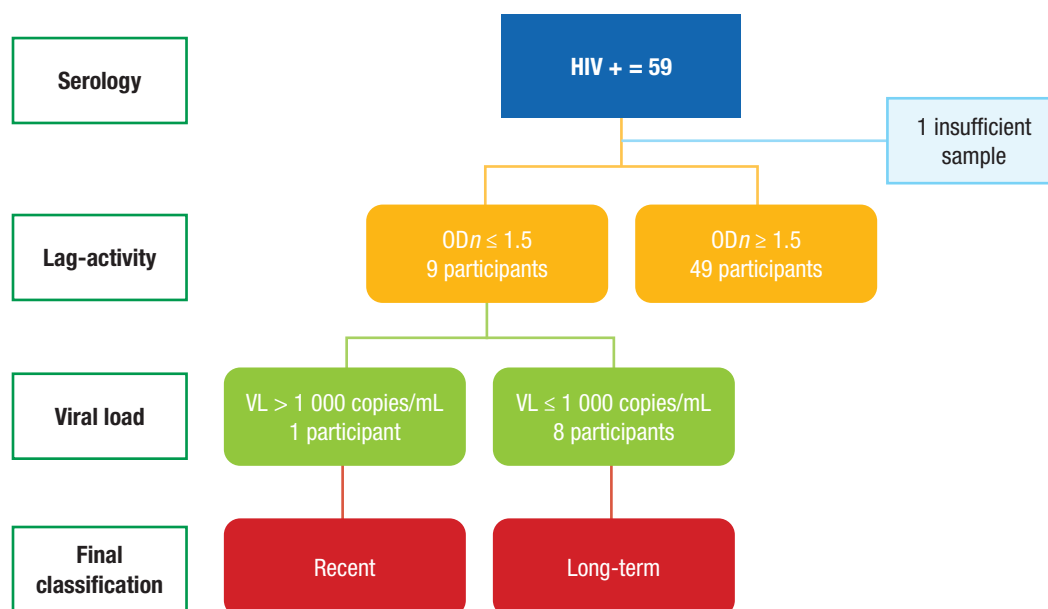 Serology
HIV + = 59
1 insufficient
sample
Lag-activity
ODn ≤ 1.5
9 participants
ODn ≥ 1.5
49 participants
Viral load
VL > 1 000 copies/mL
1 participant
VL ≤ 1 000 copies/mL
8 participants
Final
classification
Recent
Long-term